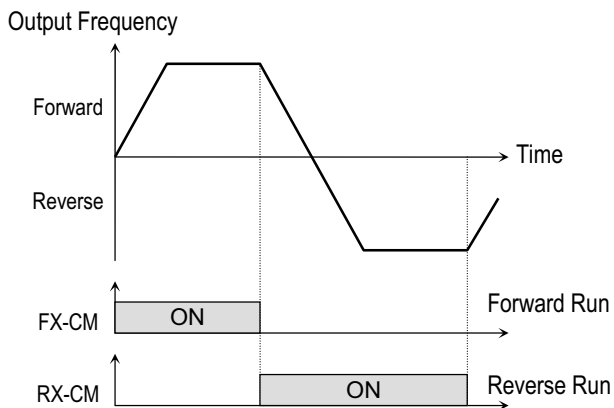 Output Frequency
Forward
Time
Reverse
Forward Run
FX-CM
ON
Reverse Run
RX-CM
ON